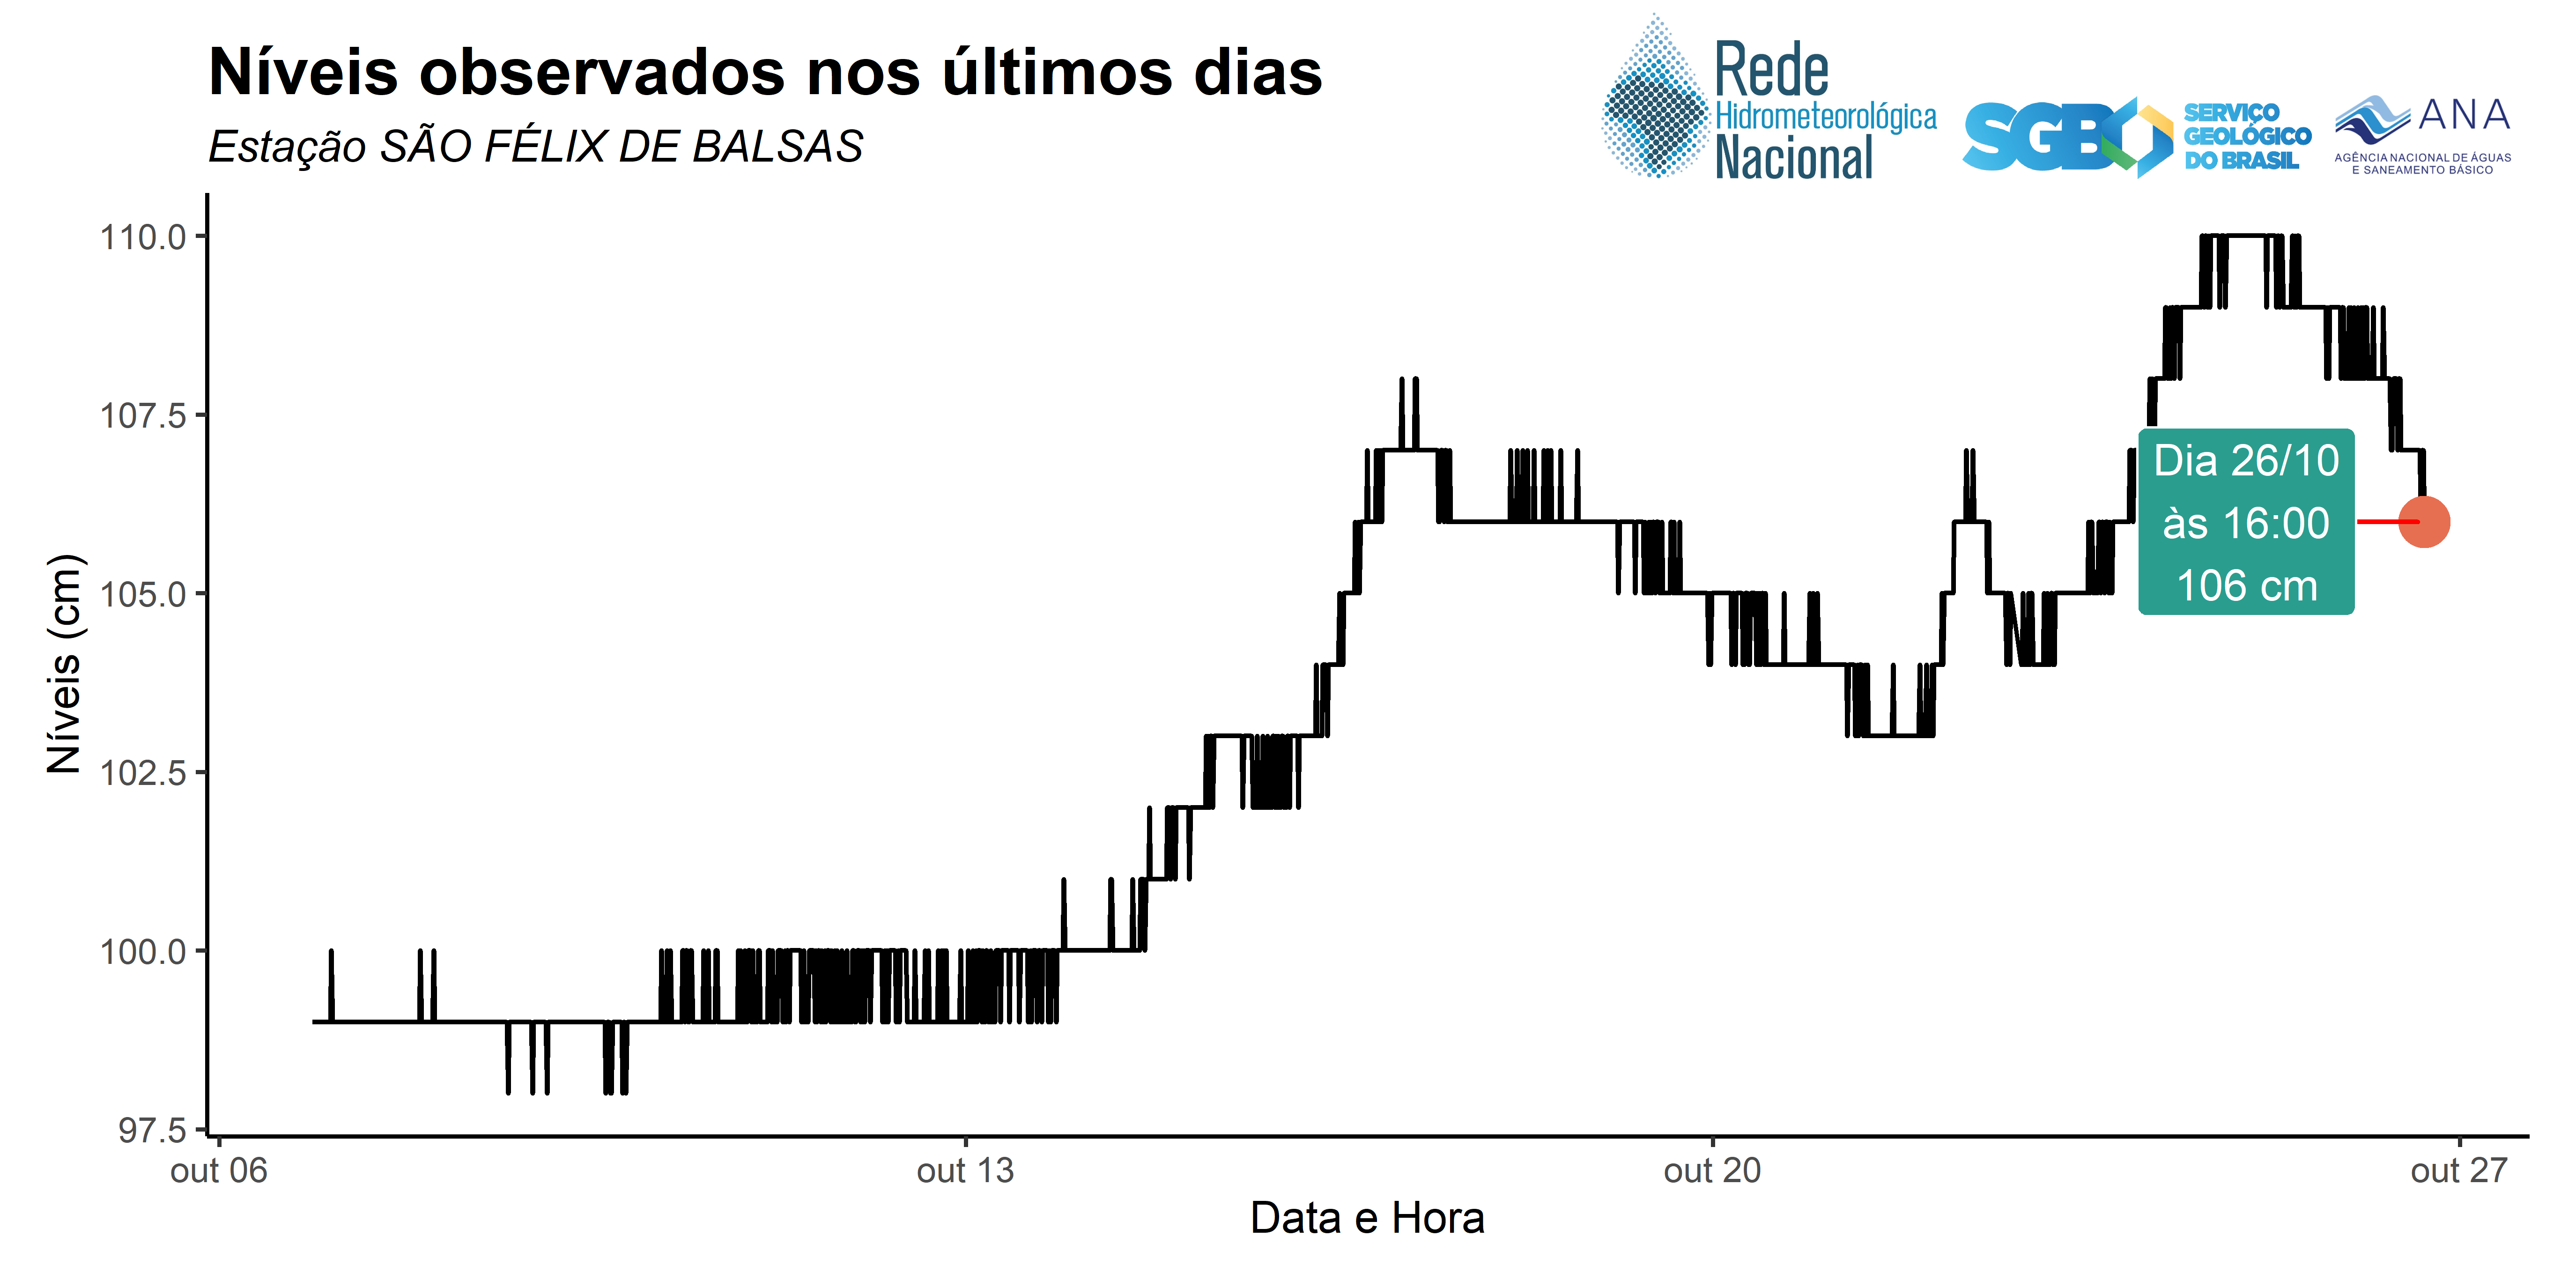 Níveis observados nos últimos dias
Estação SÃO FÉLIX DE BALSAS
Rede
Hidrometeorológica
Nacional
SGB
SERVIÇO
GEOLÓGICO
DO BRASIL
ANA
AGÊNCIA NACIONAL DE ÁGUAS
E SANEAMENTO BÁSICO
Níveis (cm)
110.0
107.5
105.0
102.5
100.0
97.5
Dia 26/10
às 16:00
106 cm
out 06
out 13
out 20
out 27
Data e Hora